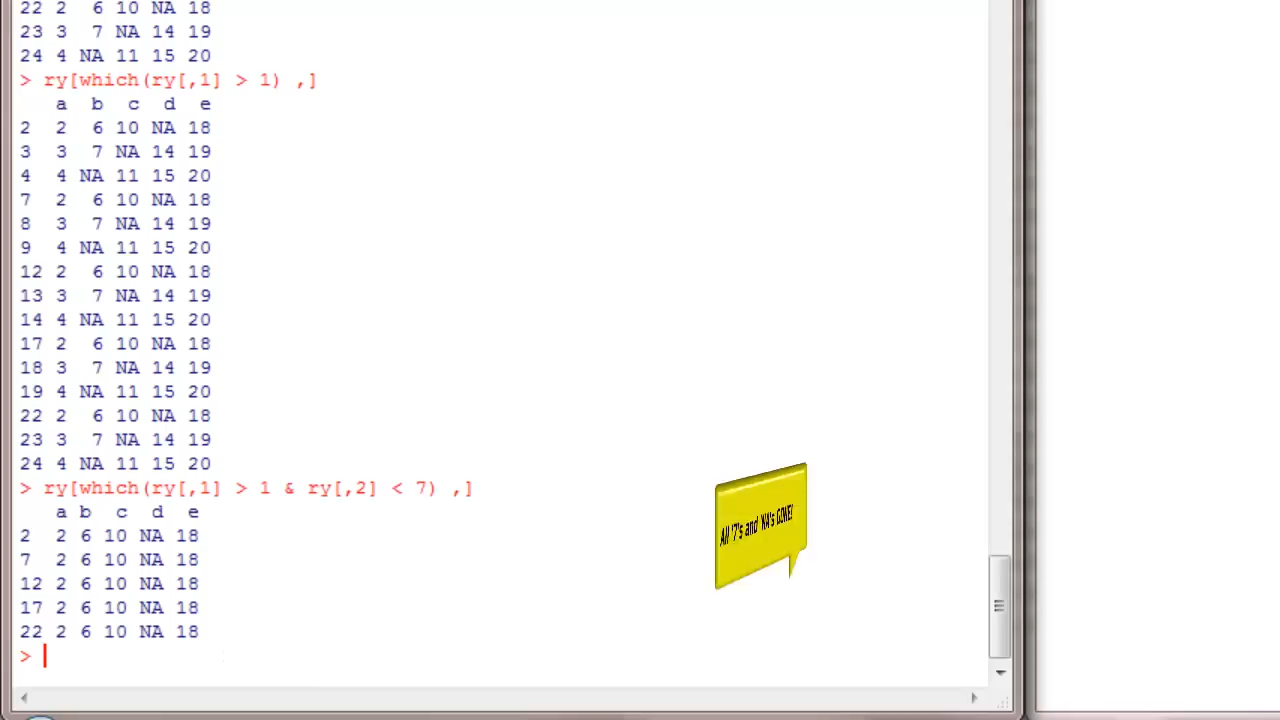 22 2  6 10 NA 18
23 3  7 NA 14 19
24 4 NA 11 15 20
> ry[which(ry[,1] > 1) ,]
   a  b  c  d  e
2  2  6 10 NA 18
3  3  7 NA 14 19
4  4 NA 11 15 20
7  2  6 10 NA 18
8  3  7 NA 14 19
9  4 NA 11 15 20
12 2  6 10 NA 18
13 3  7 NA 14 19
14 4 NA 11 15 20
17 2  6 10 NA 18
18 3  7 NA 14 19
19 4 NA 11 15 20
22 2  6 10 NA 18
23 3  7 NA 14 19
24 4 NA 11 15 20
> ry[which(ry[,1] > 1 & ry[,2] < 7) ,]
   a b  c  d  e
2  2 6 10 NA 18
7  2 6 10 NA 18
12 2 6 10 NA 18
17 2 6 10 NA 18
22 2 6 10 NA 18
>
All '7's and 'NA's GONE!